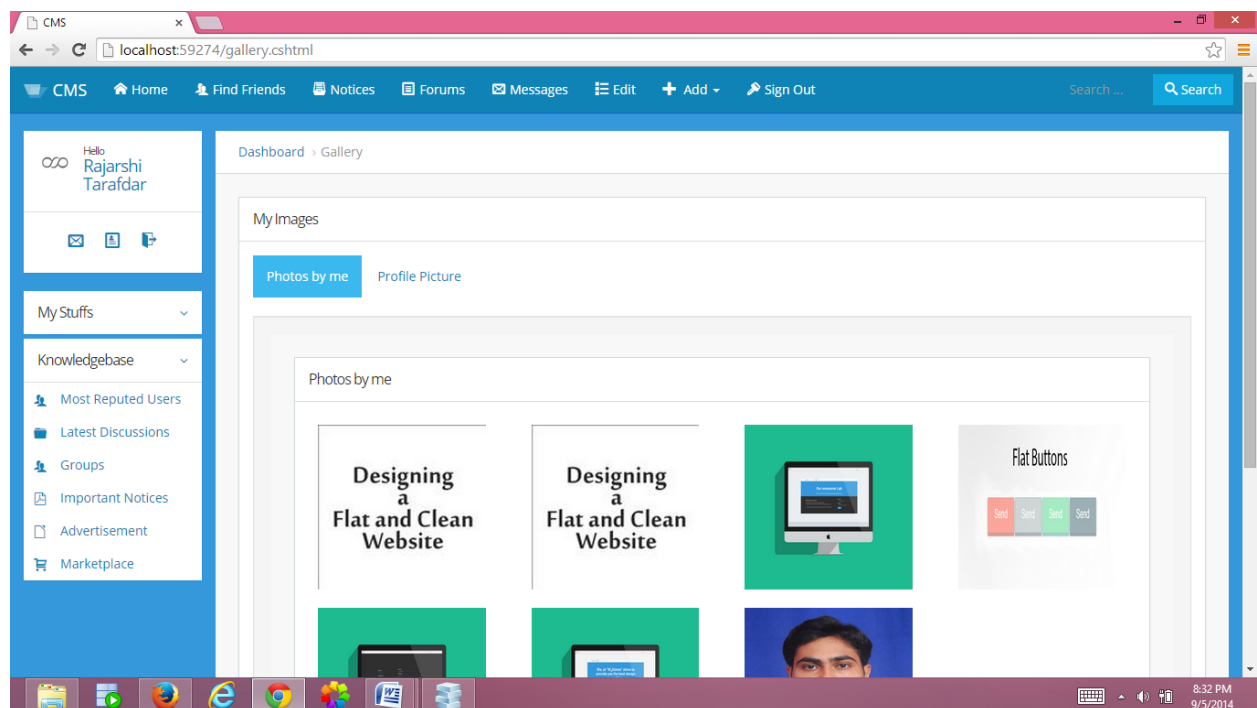 CMS
localhost:59274/gallery.cshtml
CMS Home Find Friends Notices Forums Messages Edit Add Sign Out Search ... Search
Hello
Rajarshi
Tarafdar
My Stuffs
Knowledgebase
Most Reputed Users
Latest Discussions
Groups
Important Notices
Advertisement
Marketplace
Dashboard › Gallery
My Images
Photos by me Profile Picture
Photos by me
Designing
a
Flat and Clean
Website
Designing
a
Flat and Clean
Website
Flat Buttons
Send Send Send Send
8:32 PM
9/5/2014